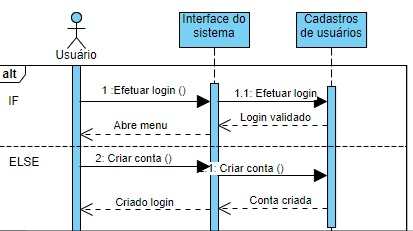 Interface do
sistema
Cadastros
de usuários
Usuário
alt
IF
1 :Efetuar login ()
1.1: Efetuar login
Login validado
Abre menu
ELSE
2: Criar conta ()
.1: Criar conta ()
Criado login
Conta criada